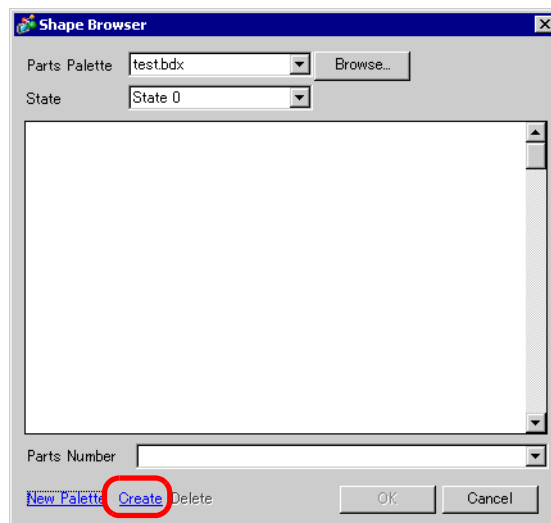 Shape Browser
Parts Palette test.bdx Browse...
State State 0
Parts Number
New Palette Create Delete OK Cancel